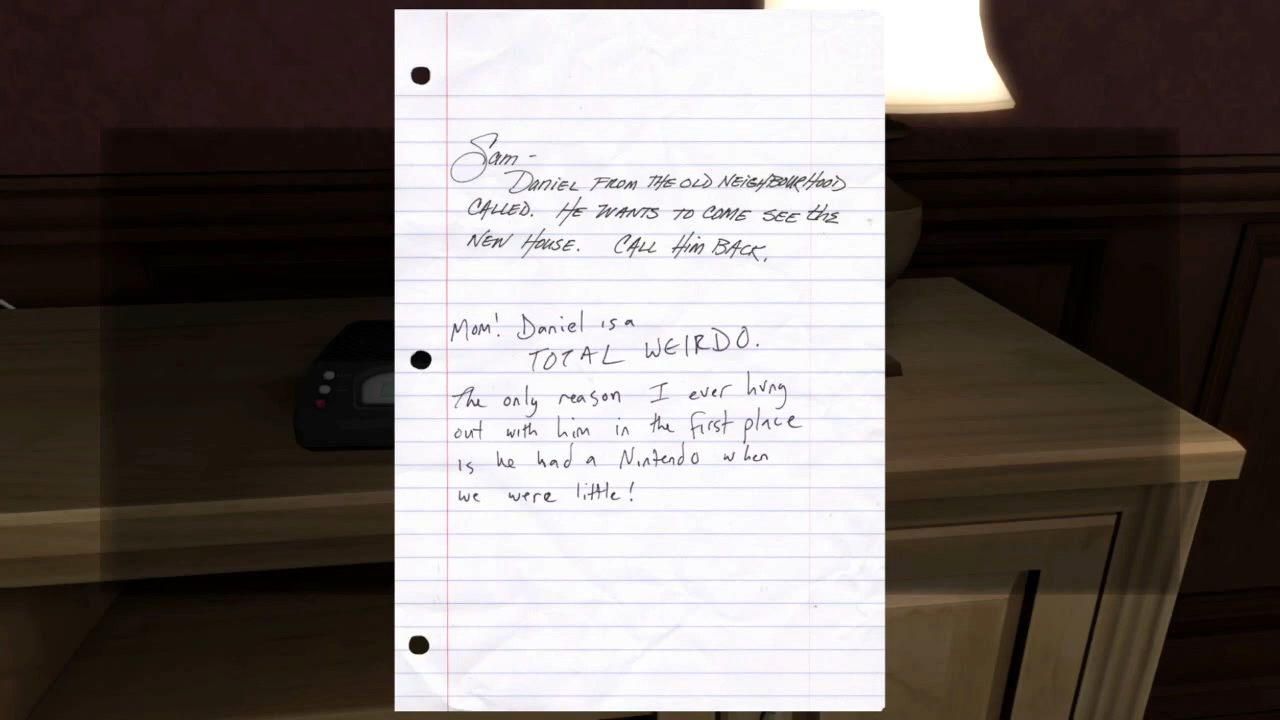 Sam -
DANIEL FROM THE OLD NEIGHBOURHOOD
CALLED. HE WANTS TO COME SEE the
NEW HOUSE. CALL HIM BACK.
Mom! Daniel is a
TOTAL WEIRDO.
The only reason I ever hung
out with him in the first place
is he had a Nintendo when
we were little!